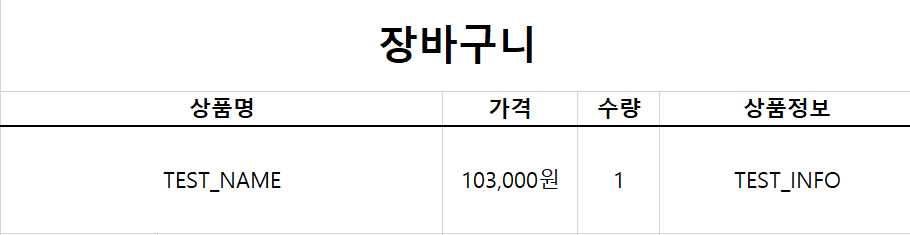 장바구니
상품명 가격 수량 상품정보
TEST_NAME 103,000원 1 TEST_INFO